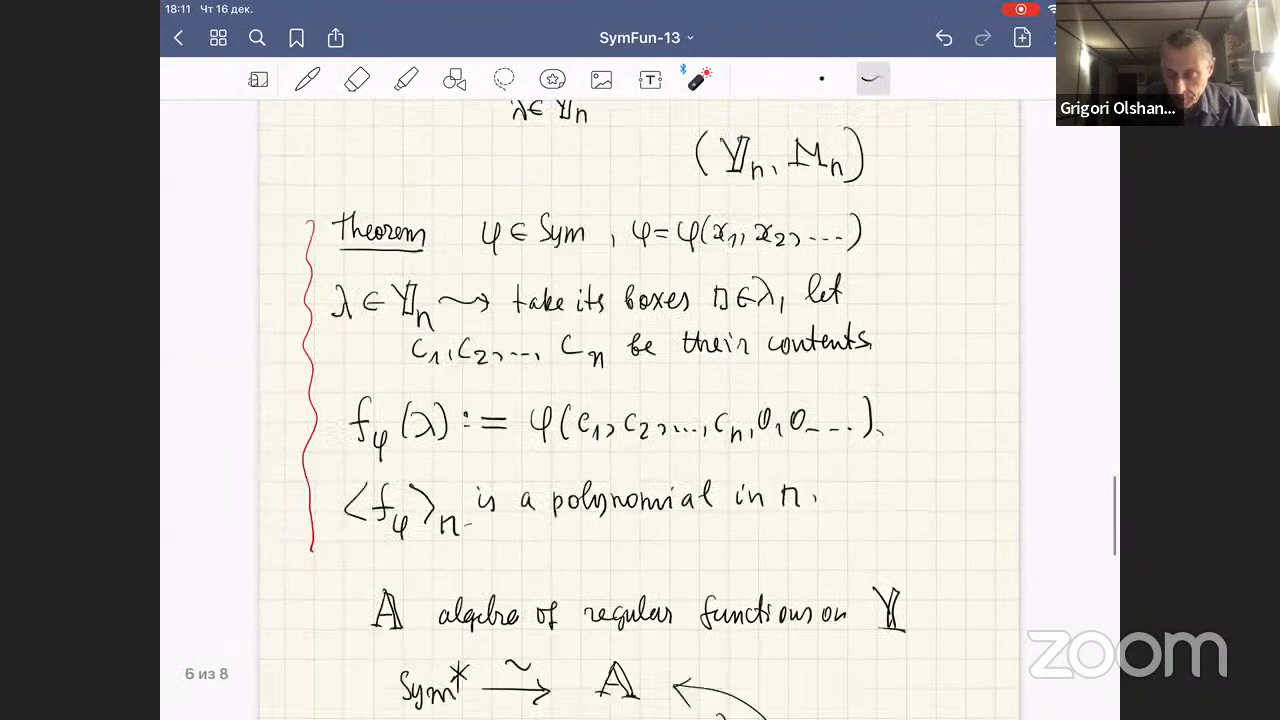 18:11 Чт 16 дек.
SymFun-13
Grigori Olshan...
λ ∈ 𝕐n
(𝕐n, Mn)
Theorem φ ∈ Sym, φ = φ(x1, x2, ....)
λ ∈ 𝕐n ⇝ take its boxes □ ∈ λ, let
c1, c2, ..., cn be their contents.
fφ(λ) := φ(c1, c2, ..., cn, 0, 0....).
<fφ>n is a polynomial in n.
𝔸 algebra of regular functions on 𝕐
6 из 8
Sym* ⥲ 𝔸
zoom